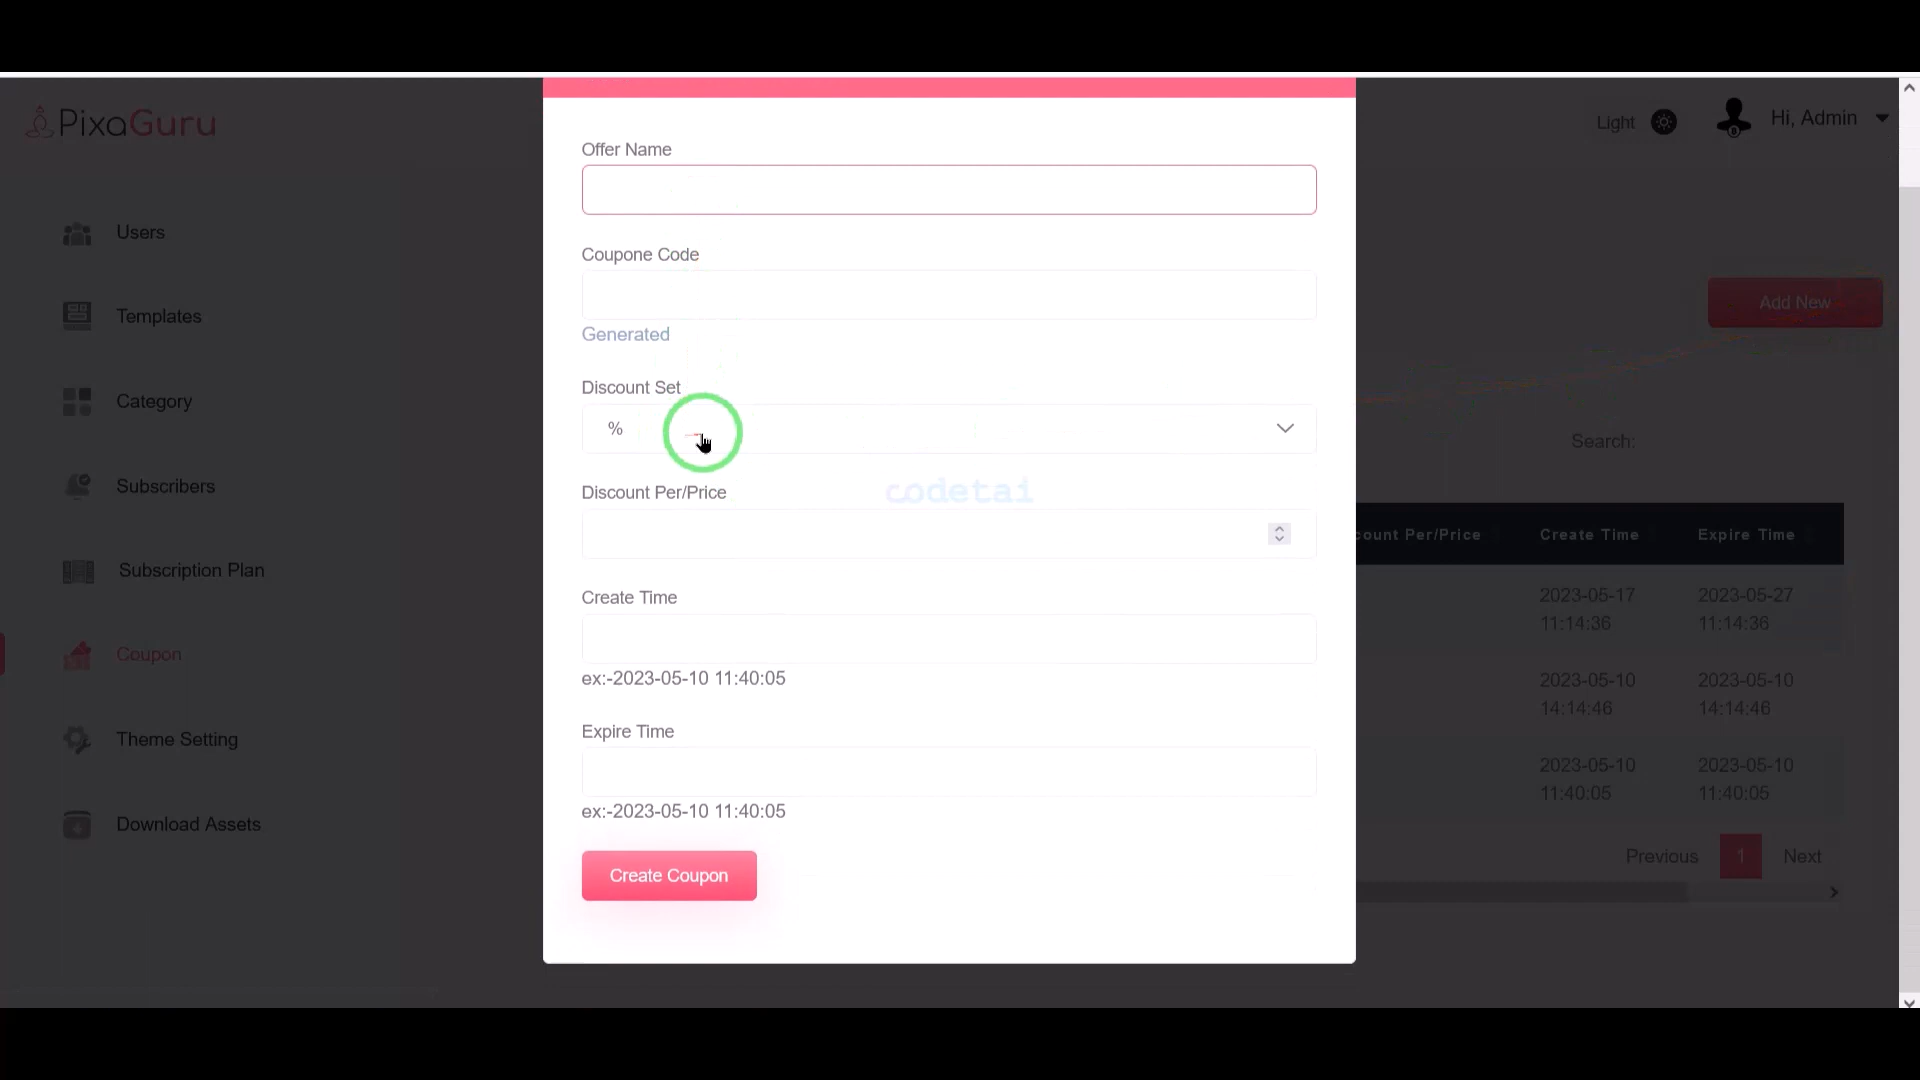 PixaGuru
Light
Hi, Admin
Users
Templates
Category
Subscribers
Subscription Plan
Coupon
Theme Setting
Download Assets
Offer Name
Coupone Code
Generated
Discount Set
%
Discount Per/Price
Create Time
ex:-2023-05-10 11:40:05
Expire Time
ex:-2023-05-10 11:40:05
Create Coupon
codetai
Add New
Search:
count Per/Price Create Time Expire Time
2023-05-17 2023-05-27
11:14:36 11:14:36
2023-05-10 2023-05-10
14:14:46 14:14:46
2023-05-10 2023-05-10
11:40:05 11:40:05
Previous 1 Next